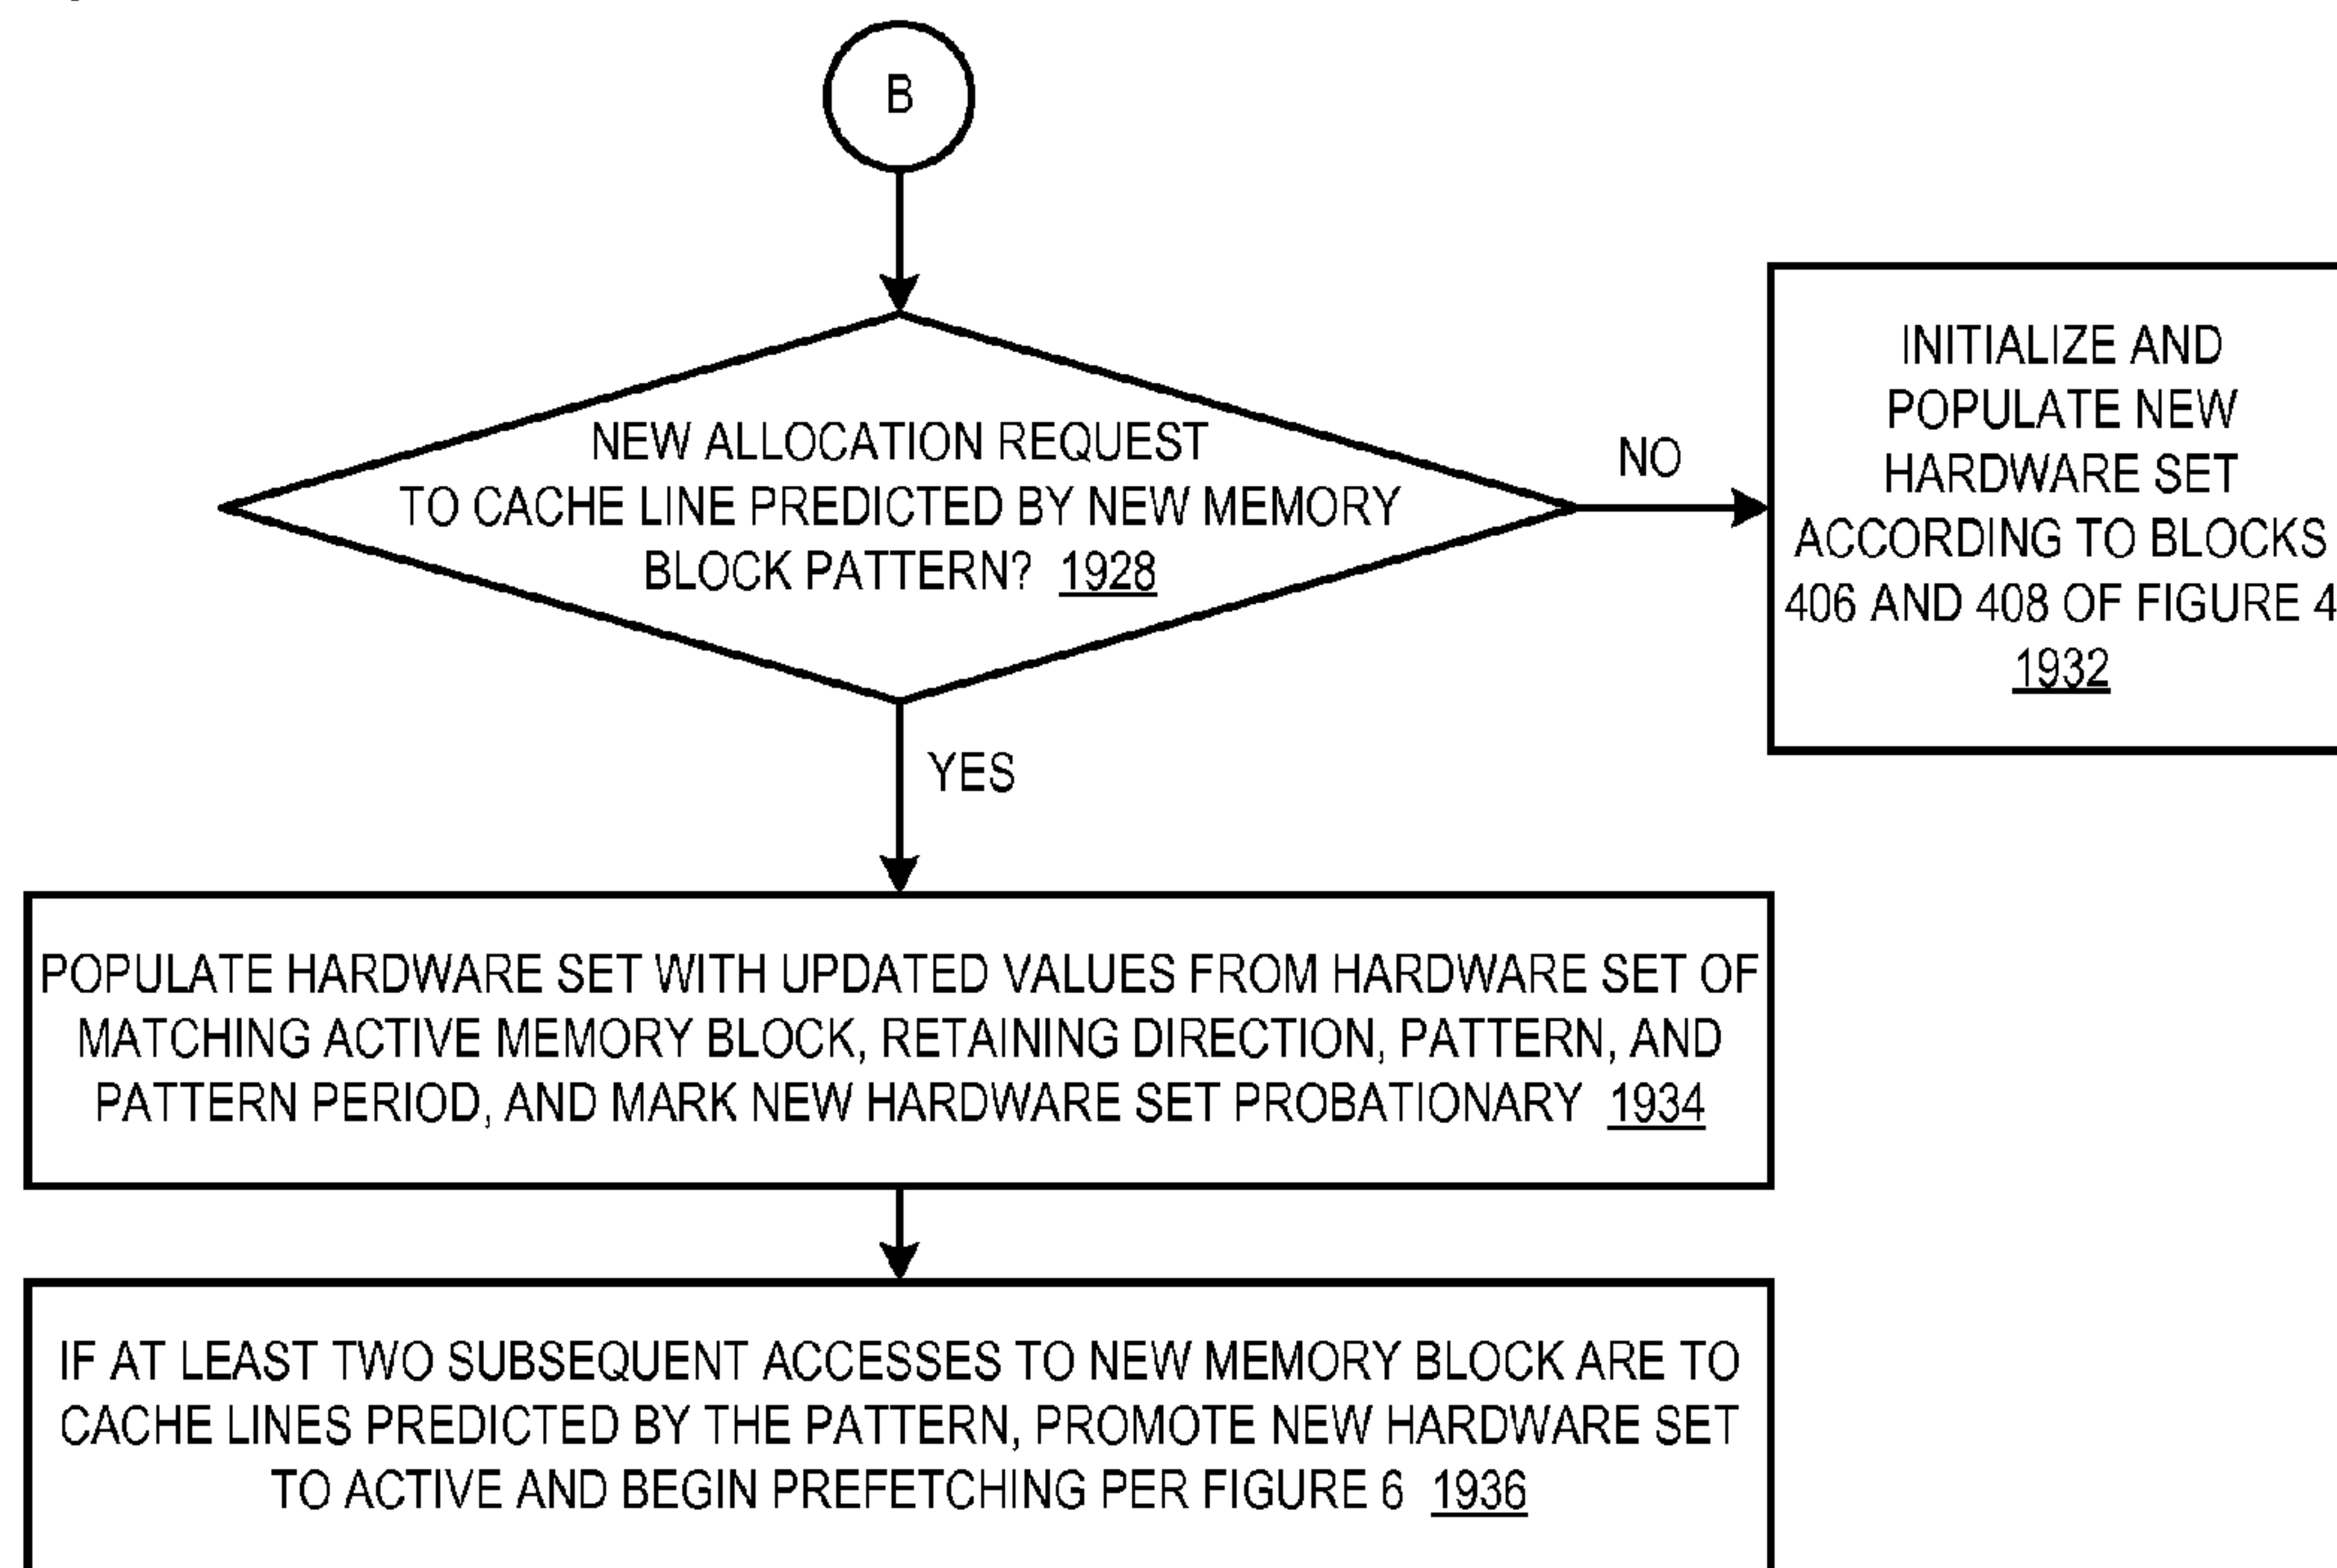 B
NEW ALLOCATION REQUEST
TO CACHE LINE PREDICTED BY NEW MEMORY
BLOCK PATTERN? 1928
NO
INITIALIZE AND
POPULATE NEW
HARDWARE SET
ACCORDING TO BLOCKS
406 AND 408 OF FIGURE 4
1932
YES
POPULATE HARDWARE SET WITH UPDATED VALUES FROM HARDWARE SET OF
MATCHING ACTIVE MEMORY BLOCK, RETAINING DIRECTION, PATTERN, AND
PATTERN PERIOD, AND MARK NEW HARDWARE SET PROBATIONARY 1934
IF AT LEAST TWO SUBSEQUENT ACCESSES TO NEW MEMORY BLOCK ARE TO
CACHE LINES PREDICTED BY THE PATTERN, PROMOTE NEW HARDWARE SET
TO ACTIVE AND BEGIN PREFETCHING PER FIGURE 6 1936